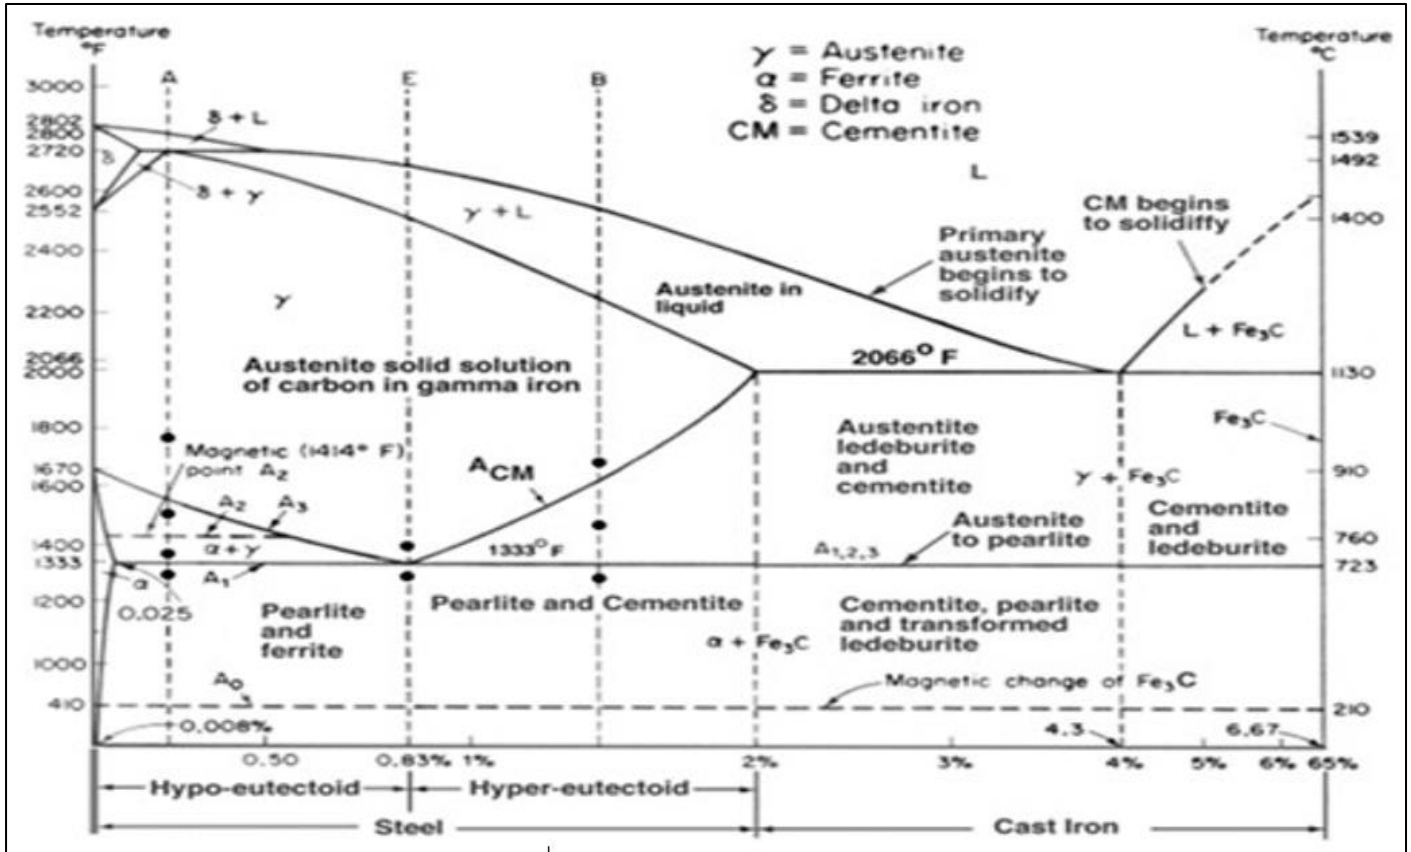 Temperature
°F
Temperature
°C
γ = Austenite
α = Ferrite
δ = Delta iron
CM = Cementite
A
E
B
3000
2802
2800
2720
2600
2552
2400
2200
2066
2000
1800
1670
1600
1400
1333
1200
1000
410
1539
1492
1400
1130
910
760
723
210
δ + L
δ
δ + γ
γ + L
L
γ
CM begins
to solidiffy
Primary
austenite
begins to
solidify
Austenite in
liquid
L + Fe₃C
2066° F
Austenite solid solution
of carbon in gamma iron
Austentite
ledeburite
and
cementite
Fe₃C
γ + Fe₃C
Magnetic (1414° F)
point A₂
A_CM
A₂
A₃
α + γ
1333° F
Austenite
to pearlite
Cementite
and
ledeburite
A₁,₂,₃
α
A₁
0.025
Pearlite
and
ferrite
Pearlite and Cementite
Cementite, pearlite
and transformed
ledeburite
α + Fe₃C
A₀
Magnetic change of Fe₃C
0.008%
4.3
6.67
0.50
0.83%
1%
2%
3%
4%
5%
6%
65%
Hypo-eutectoid
Hyper-eutectoid
Steel
Cast Iron